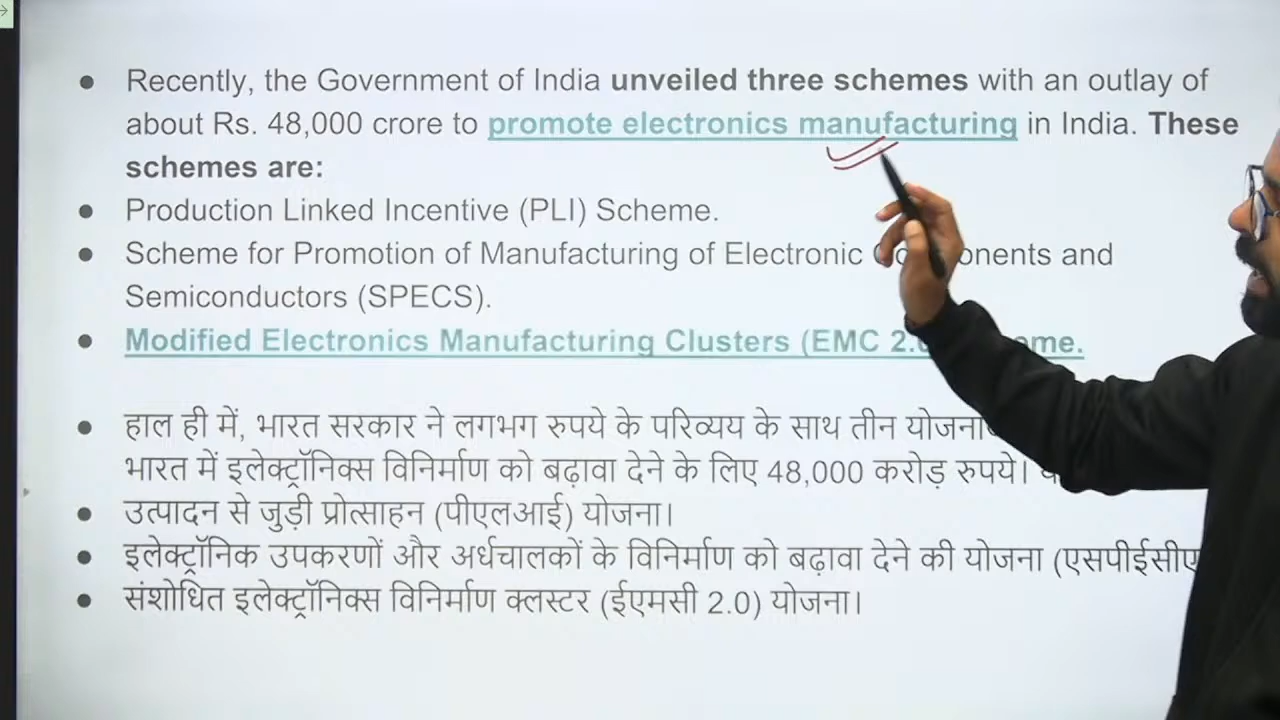 Recently, the Government of India unveiled three schemes with an outlay of
about Rs. 48,000 crore to promote electronics manufacturing in India. These
schemes are:
Production Linked Incentive (PLI) Scheme.
Scheme for Promotion of Manufacturing of Electronic and
Semiconductors (SPECS).
Modified Electronics Manufacturing Clusters (EMC
हाल ही में, भारत सरकार ने लगभग रुपये के परिव्यय के साथ तीन
भारत में इलेक्ट्रॉनिक्स विनिर्माण को बढ़ावा देने के लिए 48,000 करोड़ रुपये।
उत्पादन से जुड़ी प्रोत्साहन (पीएलआई) योजना।
इलेक्ट्रॉनिक उपकरणों और अर्धचालकों के विनिर्माण को बढ़ावा देने की योजना
संशोधित इलेक्ट्रॉनिक्स विनिर्माण क्लस्टर (ईएमसी 2.0) योजना।